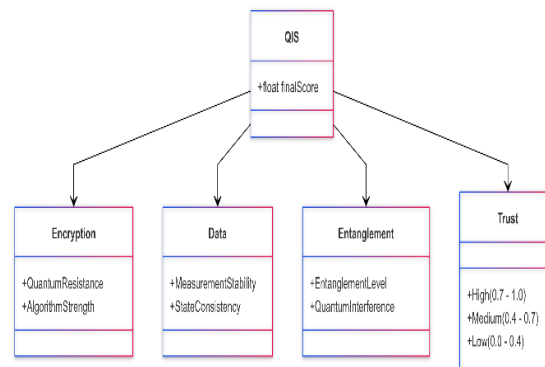 QIS
+float finalScore
Encryption
+QuantumResistance
+AlgorithmStrength
Data
+MeasurementStability
+StateConsistency
Entanglement
+EntanglementLevel
+QuantumInterference
Trust
+High(0.7 - 1.0)
+Medium(0.4 - 0.7)
+Low(0.0 - 0.4)